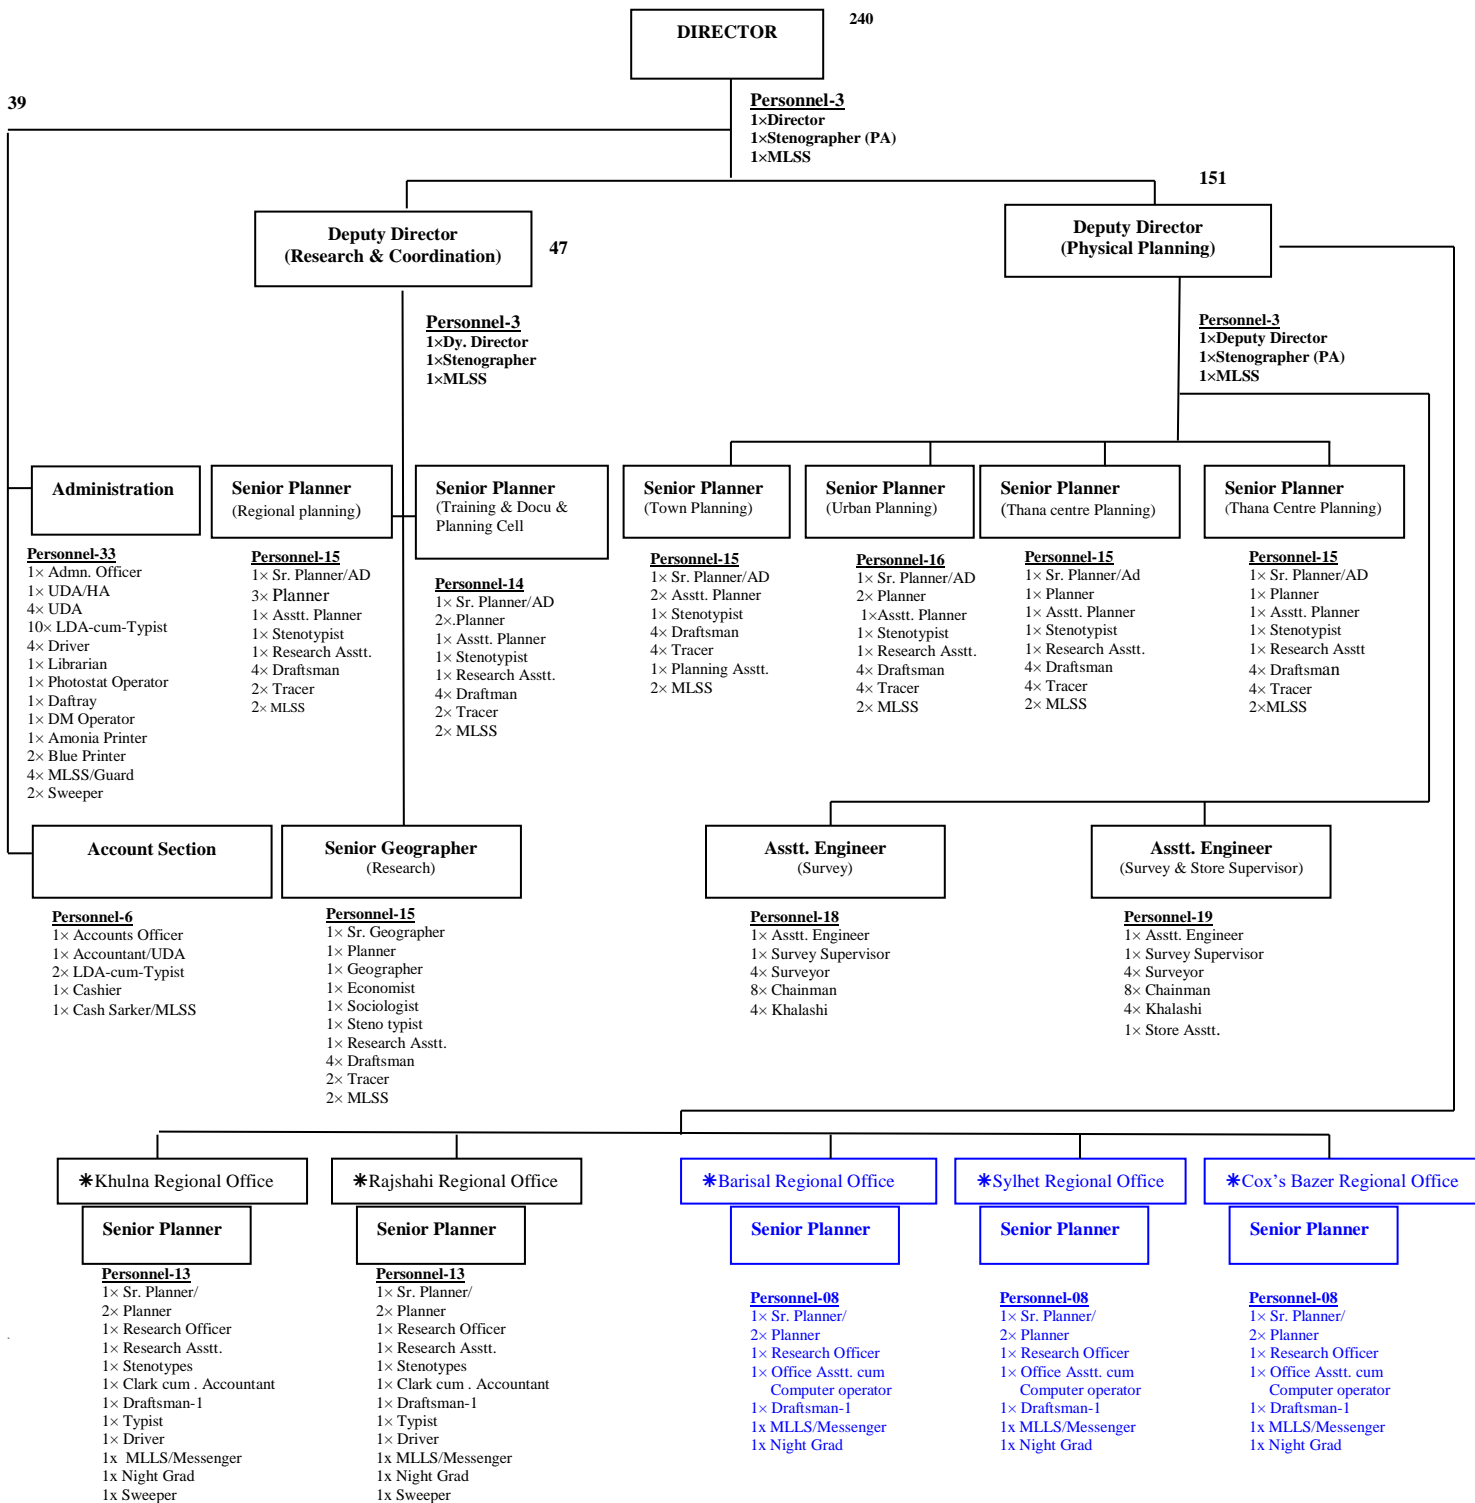 DIRECTOR
240
39
Personnel-3
1×Director
1×Stenographer (PA)
1×MLSS
151
Deputy Director
(Research & Coordination)
47
Deputy Director
(Physical Planning)
Personnel-3
1×Dy. Director
1×Stenographer
1×MLSS
Personnel-3
1×Deputy Director
1×Stenographer (PA)
1×MLSS
Administration
Personnel-33
1× Admn. Officer
1× UDA/HA
4× UDA
10× LDA-cum-Typist
4× Driver
1× Librarian
1× Photostat Operator
1× Daftray
1× DM Operator
1× Amonia Printer
2× Blue Printer
4× MLSS/Guard
2× Sweeper
Senior Planner
(Regional planning)
Personnel-15
1× Sr. Planner/AD
3× Planner
1× Asstt. Planner
1× Stenotypist
1× Research Asstt.
4× Draftsman
2× Tracer
2× MLSS
Senior Planner
(Training & Docu &
Planning Cell
Personnel-14
1× Sr. Planner/AD
2×.Planner
1× Asstt. Planner
1× Stenotypist
1× Research Asstt.
4× Draftman
2× Tracer
2× MLSS
Senior Planner
(Town Planning)
Personnel-15
1× Sr. Planner/AD
2× Asstt. Planner
1× Stenotypist
4× Draftsman
4× Tracer
1× Planning Asstt.
2× MLSS
Senior Planner
(Urban Planning)
Personnel-16
1× Sr. Planner/AD
2× Planner
1×Asstt. Planner
1× Stenotypist
1× Research Asstt.
4× Draftsman
4× Tracer
2× MLSS
Senior Planner
(Thana centre Planning)
Personnel-15
1× Sr. Planner/Ad
1× Planner
1× Asstt. Planner
1× Stenotypist
1× Research Asstt.
4× Draftsman
4× Tracer
2× MLSS
Senior Planner
(Thana Centre Planning)
Personnel-15
1× Sr. Planner/AD
1× Planner
1× Asstt. Planner
1× Stenotypist
1× Research Asstt
4× Draftsman
4× Tracer
2×MLSS
Account Section
Personnel-6
1× Accounts Officer
1× Accountant/UDA
2× LDA-cum-Typist
1× Cashier
1× Cash Sarker/MLSS
Senior Geographer
(Research)
Personnel-15
1× Sr. Geographer
1× Planner
1× Geographer
1× Economist
1× Sociologist
1× Steno typist
1× Research Asstt.
4× Draftsman
2× Tracer
2× MLSS
Asstt. Engineer
(Survey)
Personnel-18
1× Asstt. Engineer
1× Survey Supervisor
4× Surveyor
8× Chainman
4× Khalashi
Asstt. Engineer
(Survey & Store Supervisor)
Personnel-19
1× Asstt. Engineer
1× Survey Supervisor
4× Surveyor
8× Chainman
4× Khalashi
1× Store Asstt.
✱Khulna Regional Office
Senior Planner
Personnel-13
1× Sr. Planner/
2× Planner
1× Research Officer
1× Research Asstt.
1× Stenotypes
1× Clark cum . Accountant
1× Draftsman-1
1× Typist
1× Driver
1x MLLS/Messenger
1x Night Grad
1x Sweeper
✱Rajshahi Regional Office
Senior Planner
Personnel-13
1× Sr. Planner/
2× Planner
1× Research Officer
1× Research Asstt.
1× Stenotypes
1× Clark cum . Accountant
1× Draftsman-1
1× Typist
1× Driver
1x MLLS/Messenger
1x Night Grad
1x Sweeper
✱Barisal Regional Office
Senior Planner
Personnel-08
1× Sr. Planner/
2× Planner
1× Research Officer
1× Office Asstt. cum
Computer operator
1× Draftsman-1
1x MLLS/Messenger
1x Night Grad
✱Sylhet Regional Office
Senior Planner
Personnel-08
1× Sr. Planner/
2× Planner
1× Research Officer
1× Office Asstt. cum
Computer operator
1× Draftsman-1
1x MLLS/Messenger
1x Night Grad
✱Cox's Bazer Regional Office
Senior Planner
Personnel-08
1× Sr. Planner/
2× Planner
1× Research Officer
1× Office Asstt. cum
Computer operator
1× Draftsman-1
1x MLLS/Messenger
1x Night Grad